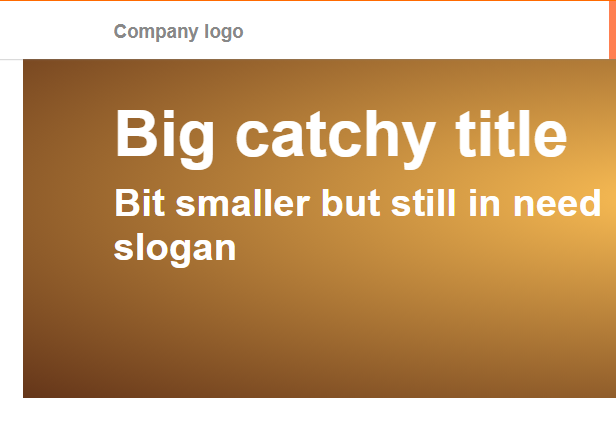 Company logo
Big catchy title
Bit smaller but still in need
slogan